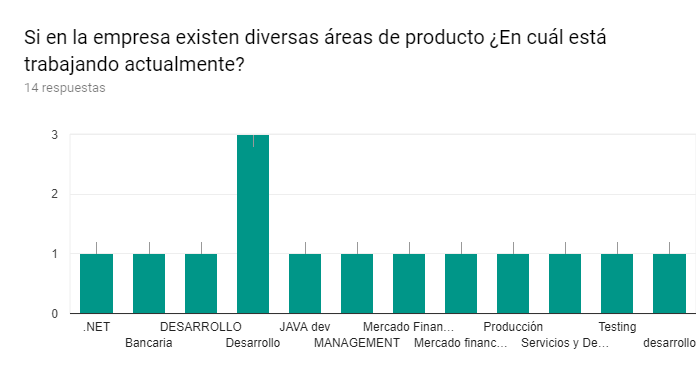 Si en la empresa existen diversas áreas de producto ¿En cuál está
trabajando actualmente?
14 respuestas
3
2
1
0
.NET
Bancaria
DESARROLLO
Desarrollo
JAVA dev
MANAGEMENT
Mercado Finan…
Mercado financ…
Producción
Servicios y De…
Testing
desarrollo